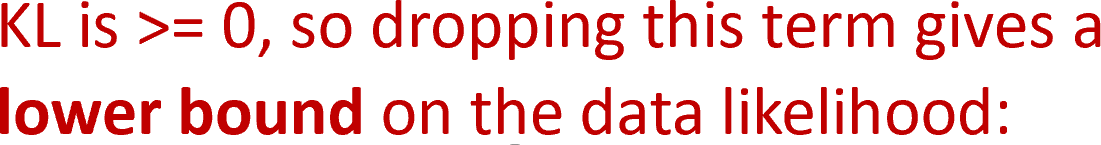 KL is >= 0, so dropping this term gives a
lower bound on the data likelihood: